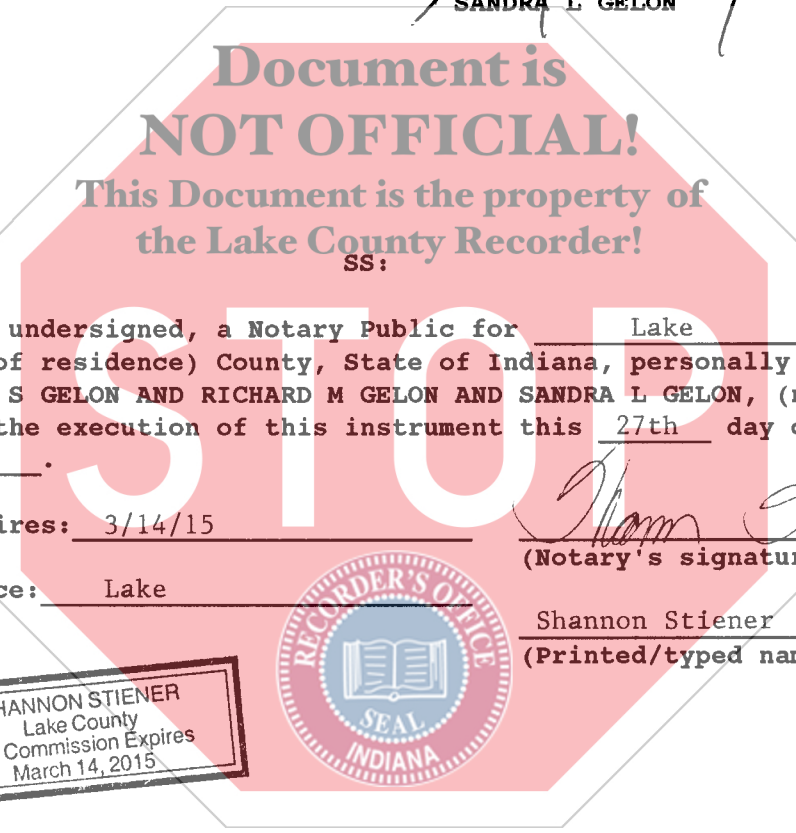 SANDRA L GELON
Document is
NOT OFFICIAL!
This Document is the property of
the Lake County Recorder!
SS:
STOP
undersigned, a Notary Public for Lake
of residence) County, State of Indiana, personally
S GELON AND RICHARD M GELON AND SANDRA L GELON, (
the execution of this instrument this 27th day
.
ires: 3/14/15
(Notary's signatur
ce: Lake
Shannon Stiener
(Printed/typed nam
RECORDER'S OFFICE
SEAL
INDIANA
HANNON STIENER
Lake County
Commission Expires
March 14, 2015